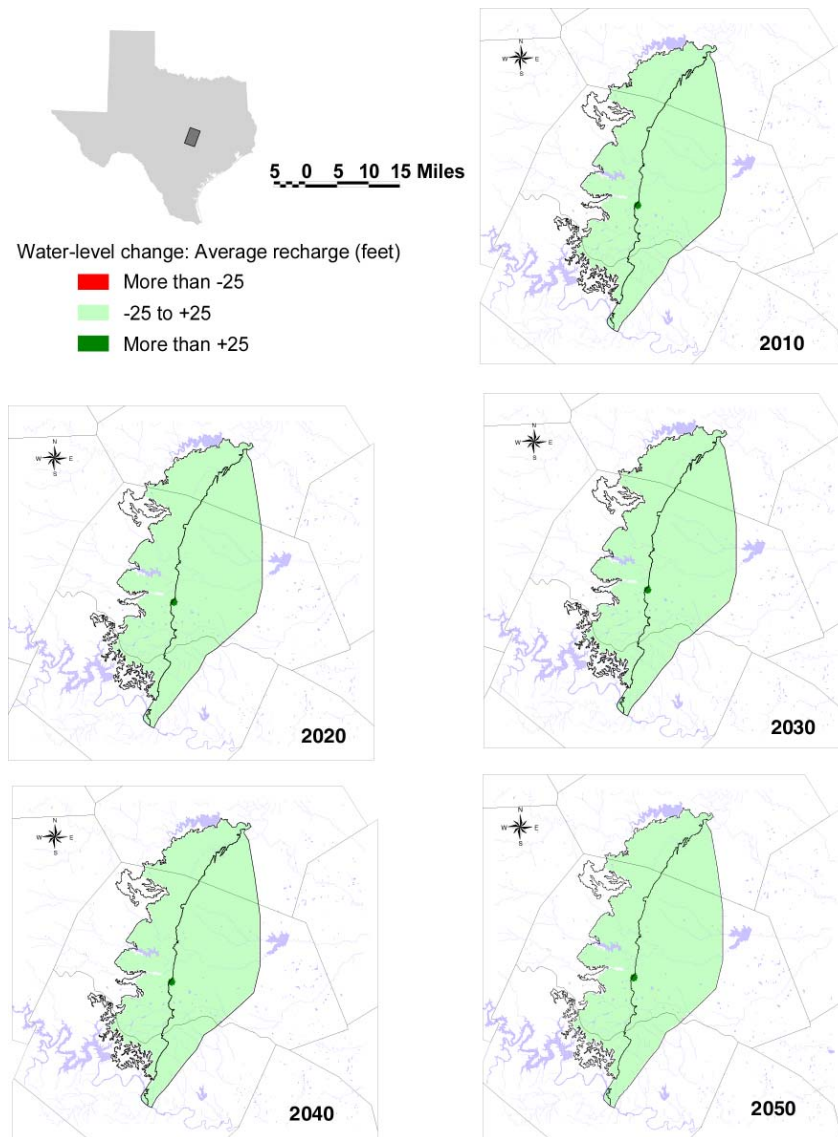 5 0 5 10 15 Miles
Water-level change: Average recharge (feet)
More than -25
-25 to +25
More than +25
N
W E
S
2010
N
W E
S
2020
N
W E
S
2030
N
W E
S
2040
N
W E
S
2050